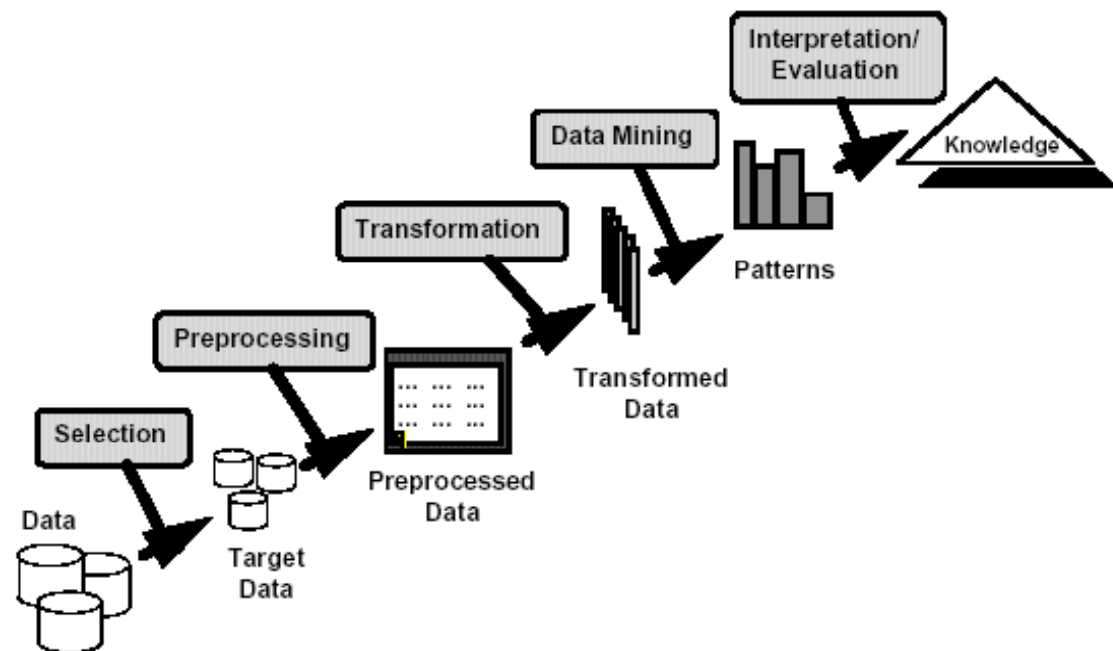 Interpretation/
Evaluation
Data Mining
Knowledge
Transformation
Patterns
Preprocessing
Transformed
Data
Selection
Preprocessed
Data
Data
Target
Data